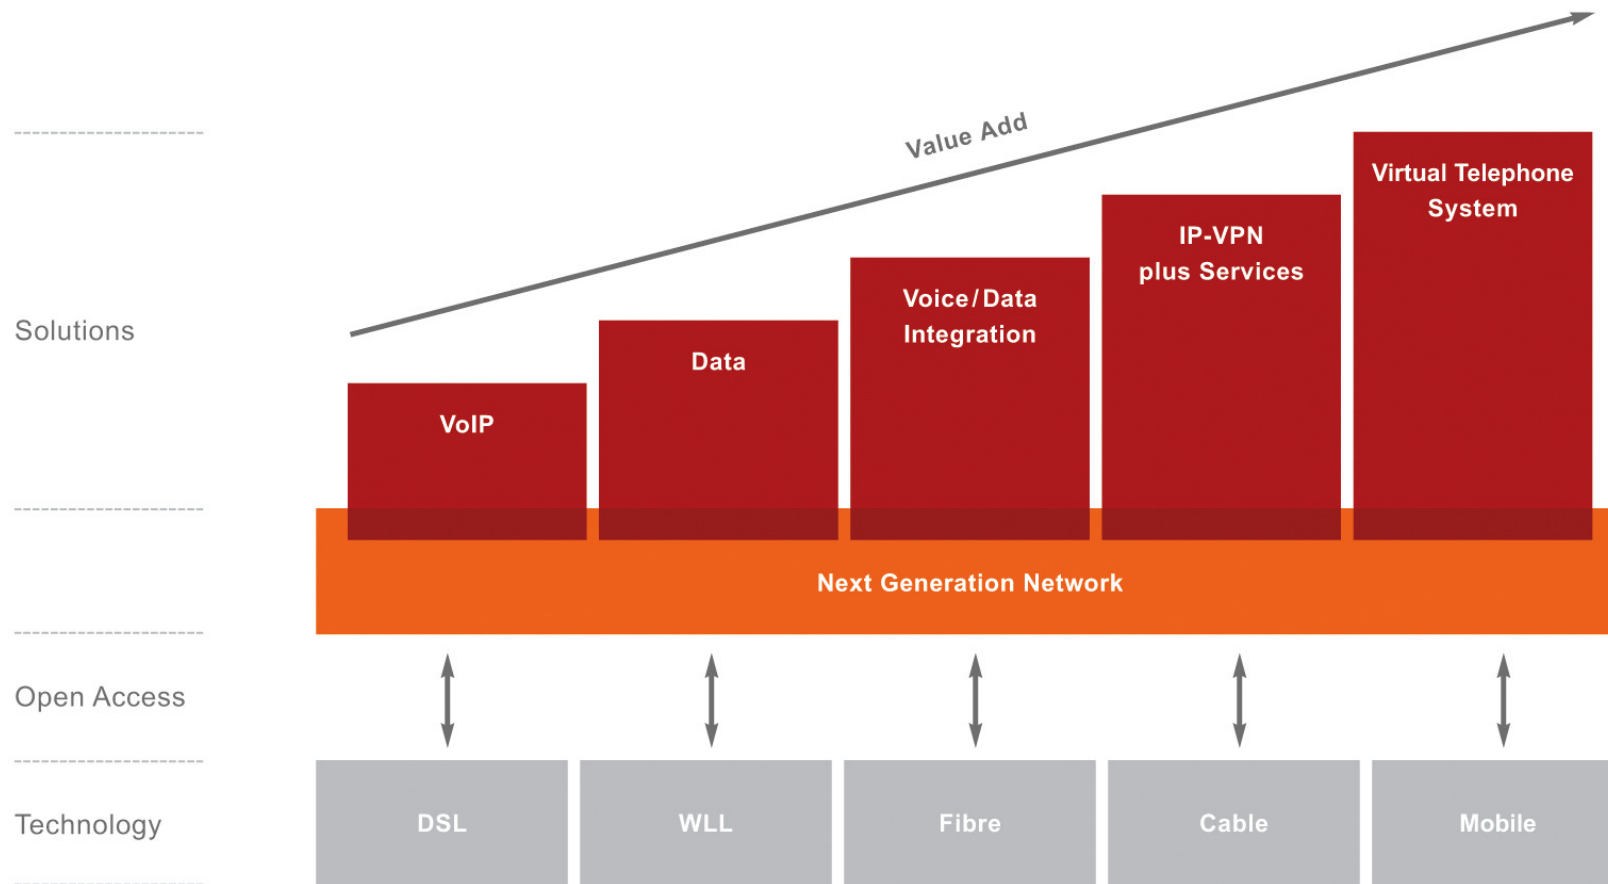 Value Add
Virtual Telephone
System
IP-VPN
plus Services
Voice/Data
Integration
Solutions
Data
VoIP
Next Generation Network
Open Access
Technology
DSL
WLL
Fibre
Cable
Mobile